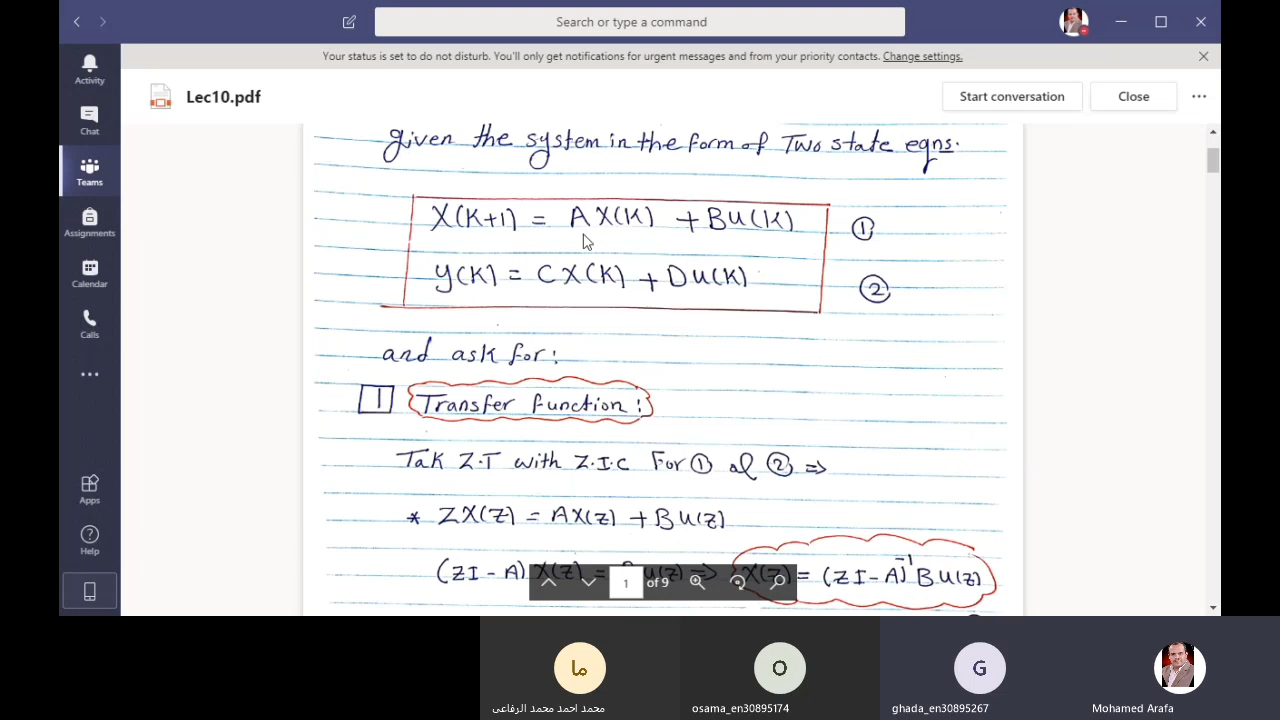 Search or type a command
Your status is set to do not disturb. You'll only get notifications for urgent messages and from your priority contacts. Change settings.
Activity
Chat
Teams
Assignments
Calendar
Calls
Apps
Help
Lec10.pdf
Start conversation
Close
given the system in the form of Two state eqns.
X(K+1) = AX(K) + BU(K) ①
y(K) = CX(K) + DU(K) ②
and ask for:
1 Transfer function:
Tak Z.T with Z.I.C For ① ②  ⇒
* ZX(z) = AX(z) + BU(z)
(ZI - A) X(z) = BU(z) ⇒ X(z) = (ZI - A)⁻¹ BU(z)
1 of 9
ما
محمد احمد محمد الرفاعى
O
osama_en30895174
G
ghada_en30895267
Mohamed Arafa